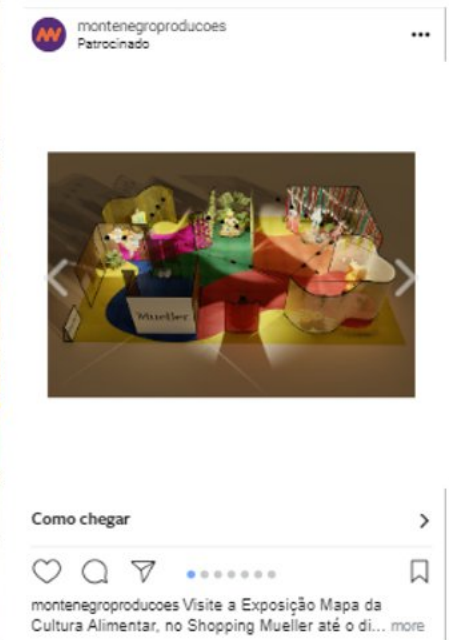 montenegroproducoes
Patrocinado
Mueller
Como chegar
montenegroproducoes Visite a Exposição Mapa da
Cultura Alimentar, no Shopping Mueller até o di... more